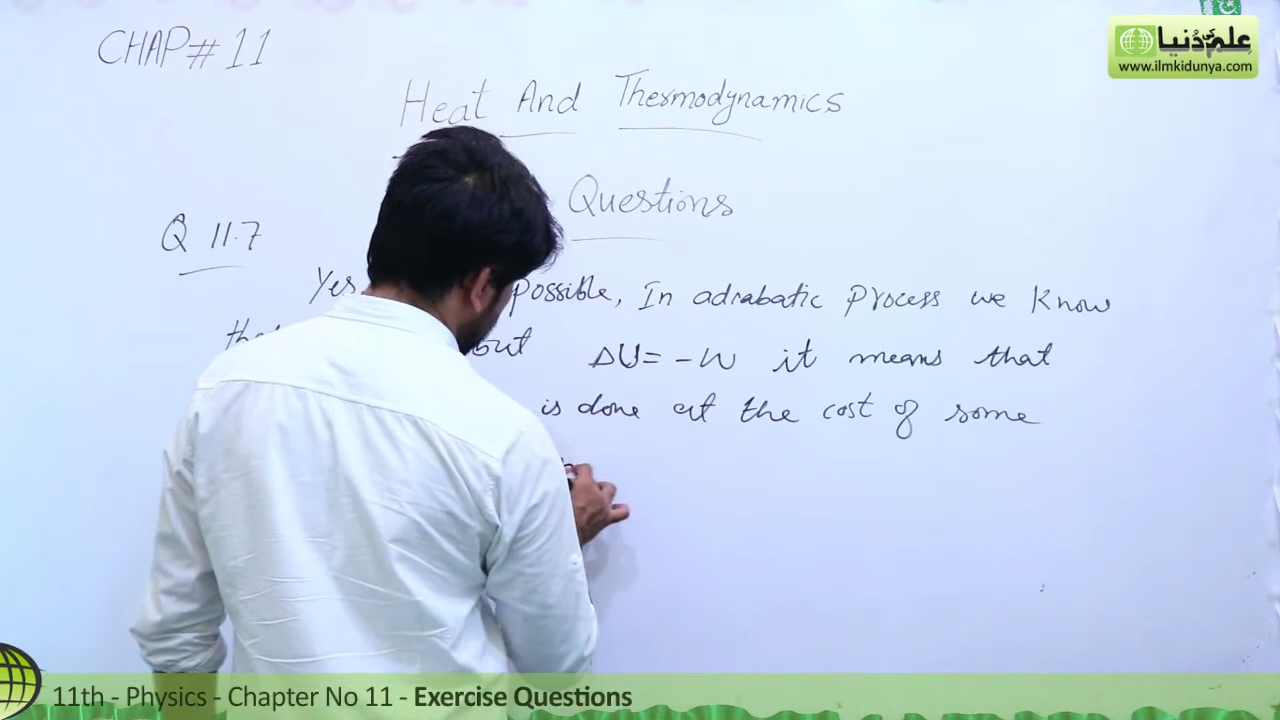 CHAP# 11
علم کی دُنیا
www.ilmkidunya.com
Heat And Thermodynamics
Questions
Q 11.7
Yes possible, In adiabatic process we know
ΔU = -W it means that
is done at the cost of some
11th - Physics - Chapter No 11 - Exercise Questions